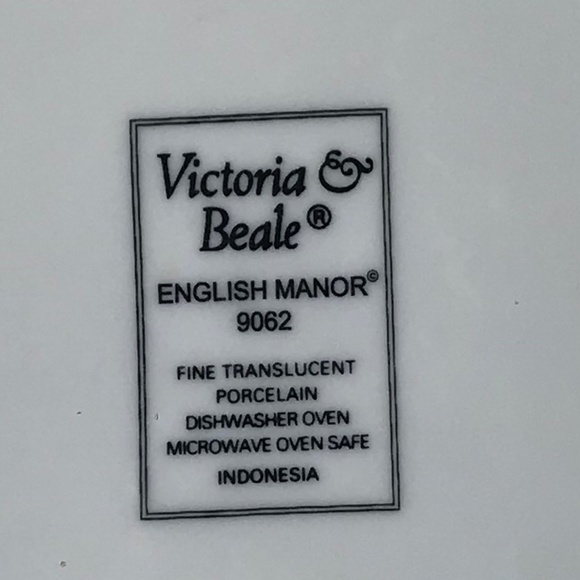 Victoria &
Beale®
ENGLISH MANOR©
9062
FINE TRANSLUCENT
PORCELAIN
DISHWASHER OVEN
MICROWAVE OVEN SAFE
INDONESIA